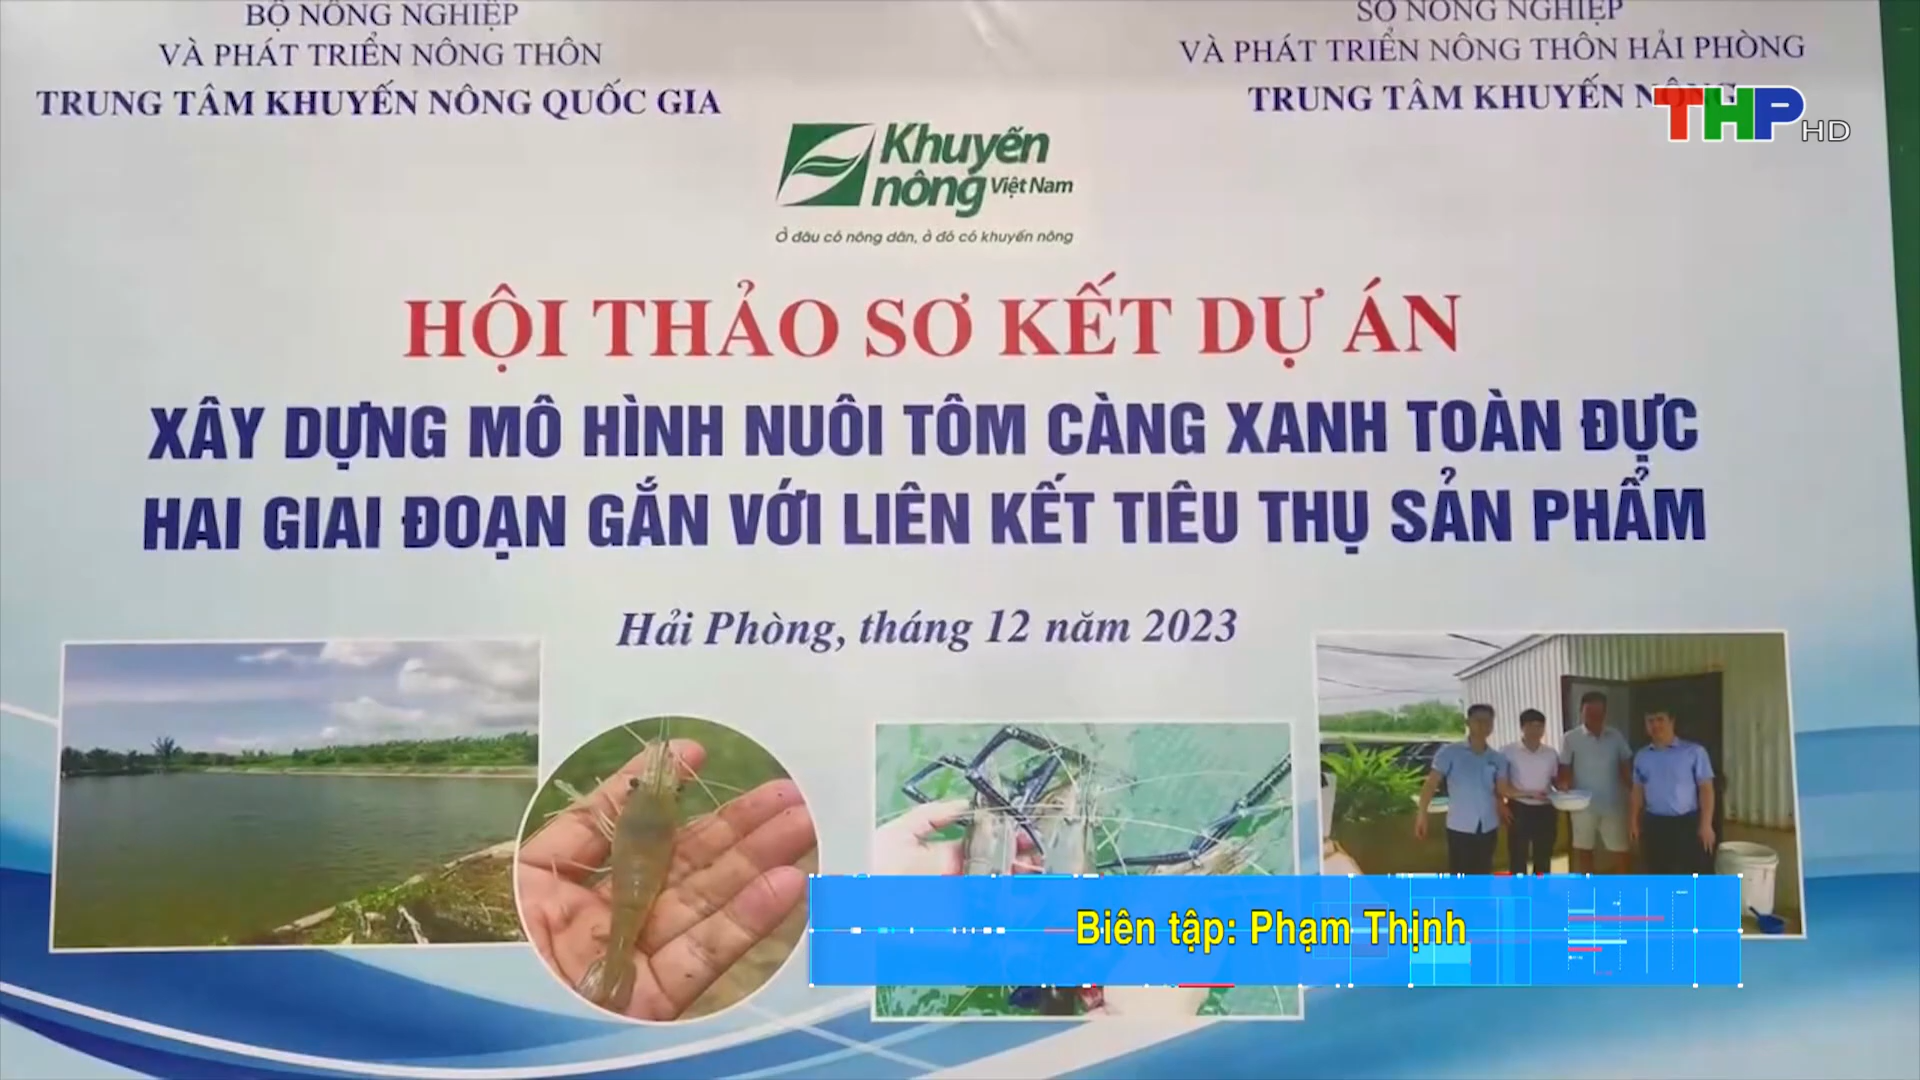 BỘ NÔNG NGHIỆP
VÀ PHÁT TRIỂN NÔNG THÔN
TRUNG TÂM KHUYẾN NÔNG QUỐC GIA
SỞ NÔNG NGHIỆP
VÀ PHÁT TRIỂN NÔNG THÔN HẢI PHÒNG
TRUNG TÂM KHUYẾN NÔNG
THP HD
Khuyến
nông Việt Nam
Ở đâu có nông dân, ở đó có khuyến nông
HỘI THẢO SƠ KẾT DỰ ÁN
XÂY DỰNG MÔ HÌNH NUÔI TÔM CÀNG XANH TOÀN ĐỰC
HAI GIAI ĐOẠN GẮN VỚI LIÊN KẾT TIÊU THỤ SẢN PHẨM
Hải Phòng, tháng 12 năm 2023
Biên tập: Phạm Thịnh